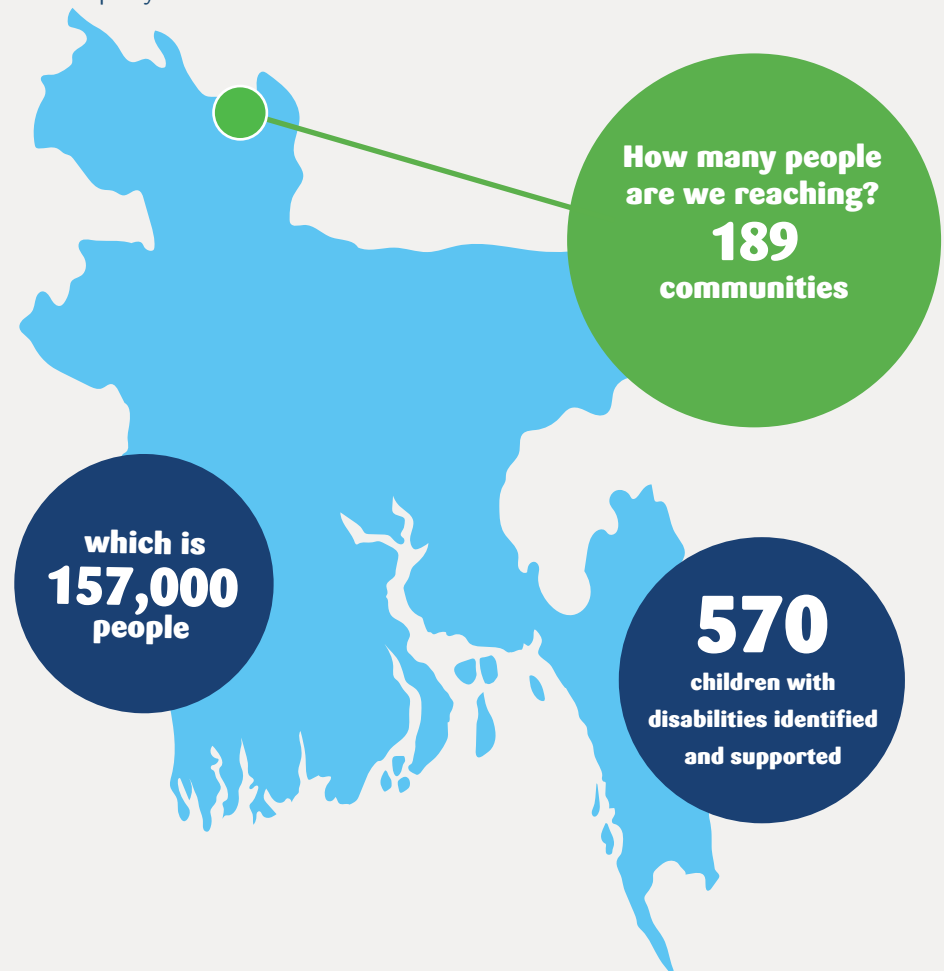 How many people
are we reaching?
189
communities
which is
157,000
people
570
children with
disabilities identified
and supported